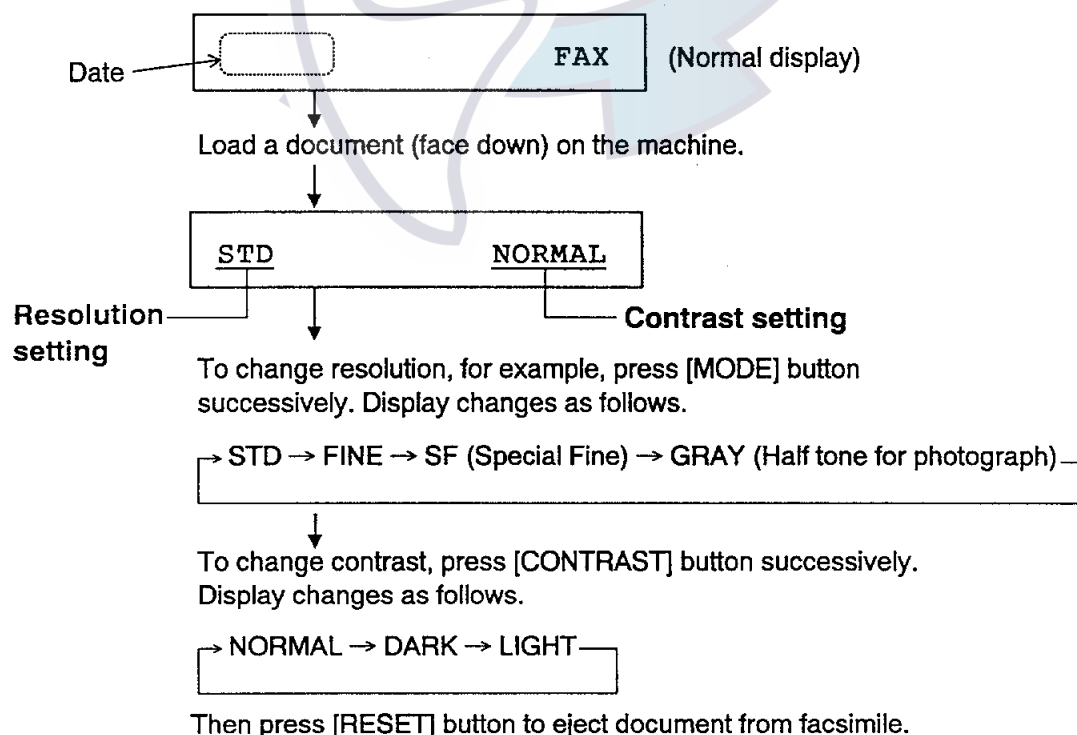 Date
FAX
(Normal display)
Load a document (face down) on the machine.
STD
NORMAL
Resolution
setting
Contrast setting
To change resolution, for example, press [MODE] button
successively. Display changes as follows.
→ STD → FINE → SF (Special Fine) → GRAY (Half tone for photograph)
To change contrast, press [CONTRAST] button successively.
Display changes as follows.
→ NORMAL → DARK → LIGHT
Then press [RESET] button to eject document from facsimile.